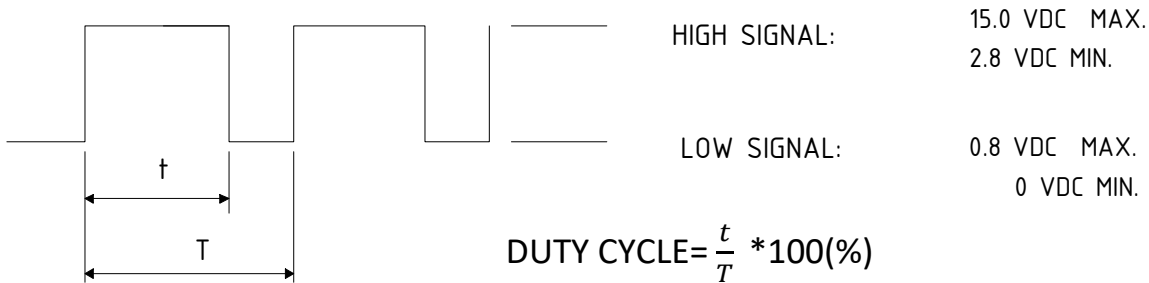 HIGH SIGNAL: 15.0 VDC MAX.
2.8 VDC MIN.
LOW SIGNAL: 0.8 VDC MAX.
0 VDC MIN.
t
T
DUTY CYCLE= t/T *100(%)